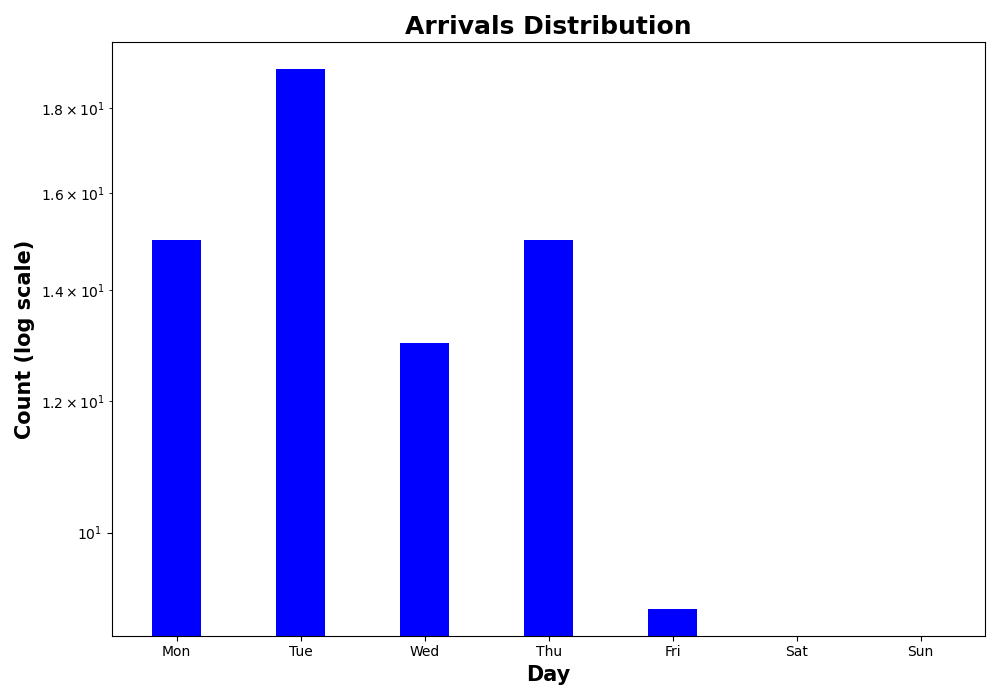 Arrivals Distribution
1.8 × 10¹
1.6 × 10¹
1.4 × 10¹
1.2 × 10¹
10¹
Count (log scale)
Mon Tue Wed Thu Fri Sat Sun
Day